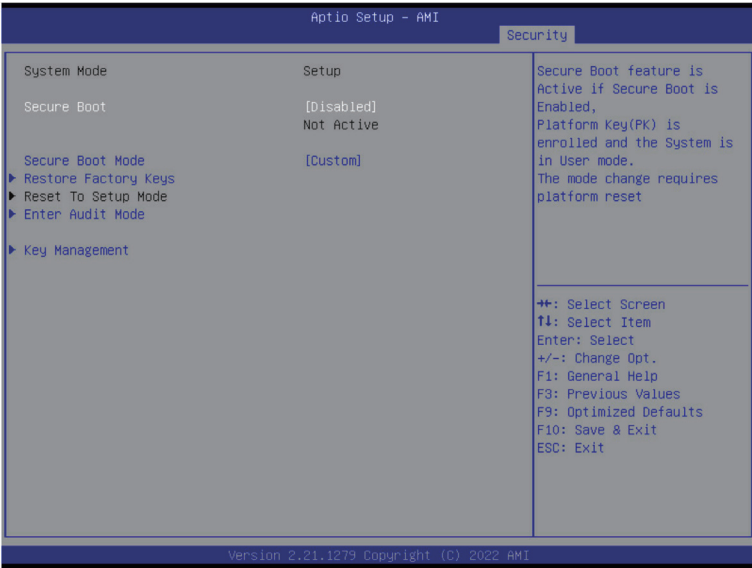 Aptio Setup – AMI
Security
System Mode Setup
Secure Boot [Disabled]
Not Active
Secure Boot Mode [Custom]
▶ Restore Factory Keys
▶ Reset To Setup Mode
▶ Enter Audit Mode
▶ Key Management
Secure Boot feature is
Active if Secure Boot is
Enabled,
Platform Key(PK) is
enrolled and the System is
in User mode.
The mode change requires
platform reset
→←: Select Screen
↑↓: Select Item
Enter: Select
+/-: Change Opt.
F1: General Help
F3: Previous Values
F9: Optimized Defaults
F10: Save & Exit
ESC: Exit
Version 2.21.1279 Copyright (C) 2022 AMI